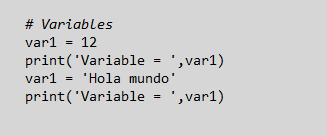 # Variables
var1 = 12
print('Variable = ',var1)
var1 = 'Hola mundo'
print('Variable = ',var1)